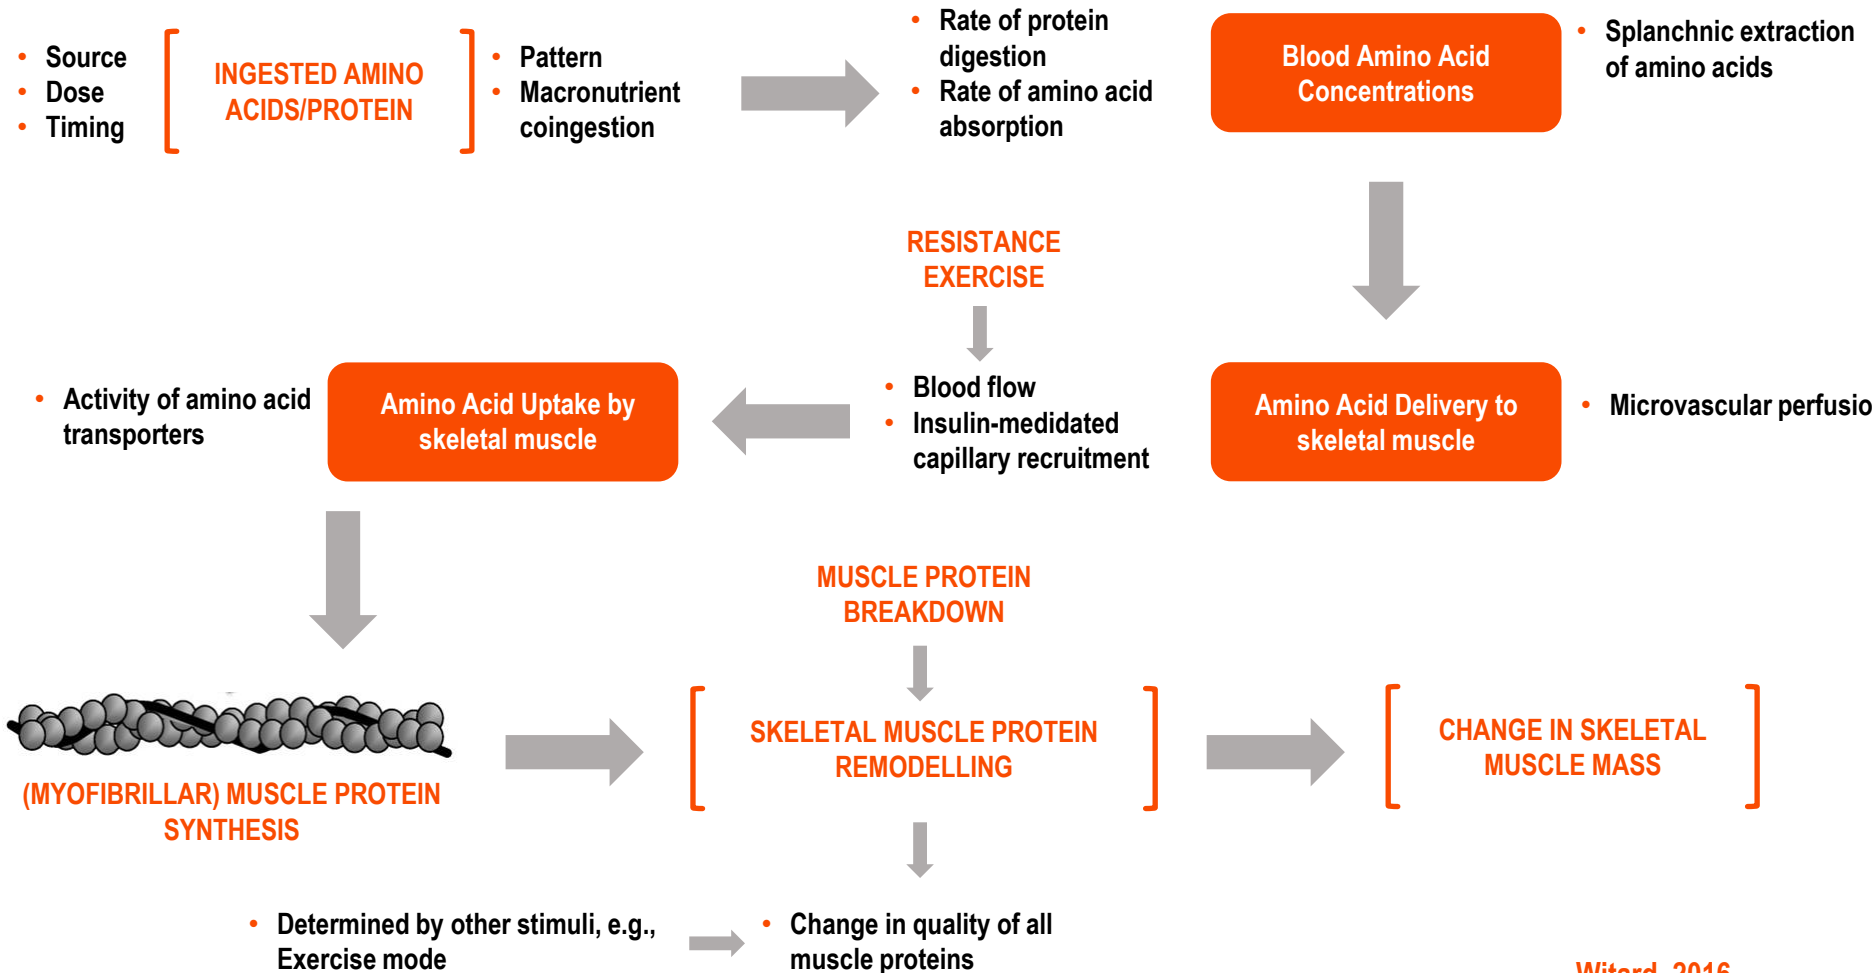 • Source
• Dose
• Timing
INGESTED AMINO
ACIDS/PROTEIN
• Pattern
• Macronutrient
coingestion
• Rate of protein
digestion
• Rate of amino acid
absorption
Blood Amino Acid
Concentrations
• Splanchnic extraction
of amino acids
RESISTANCE
EXERCISE
• Activity of amino acid
transporters
Amino Acid Uptake by
skeletal muscle
• Blood flow
• Insulin-medidated
capillary recruitment
Amino Acid Delivery to
skeletal muscle
• Microvascular perfusio
MUSCLE PROTEIN
BREAKDOWN
(MYOFIBRILLAR) MUSCLE PROTEIN
SYNTHESIS
SKELETAL MUSCLE PROTEIN
REMODELLING
CHANGE IN SKELETAL
MUSCLE MASS
• Determined by other stimuli, e.g.,
Exercise mode
• Change in quality of all
muscle proteins
Witard, 2016